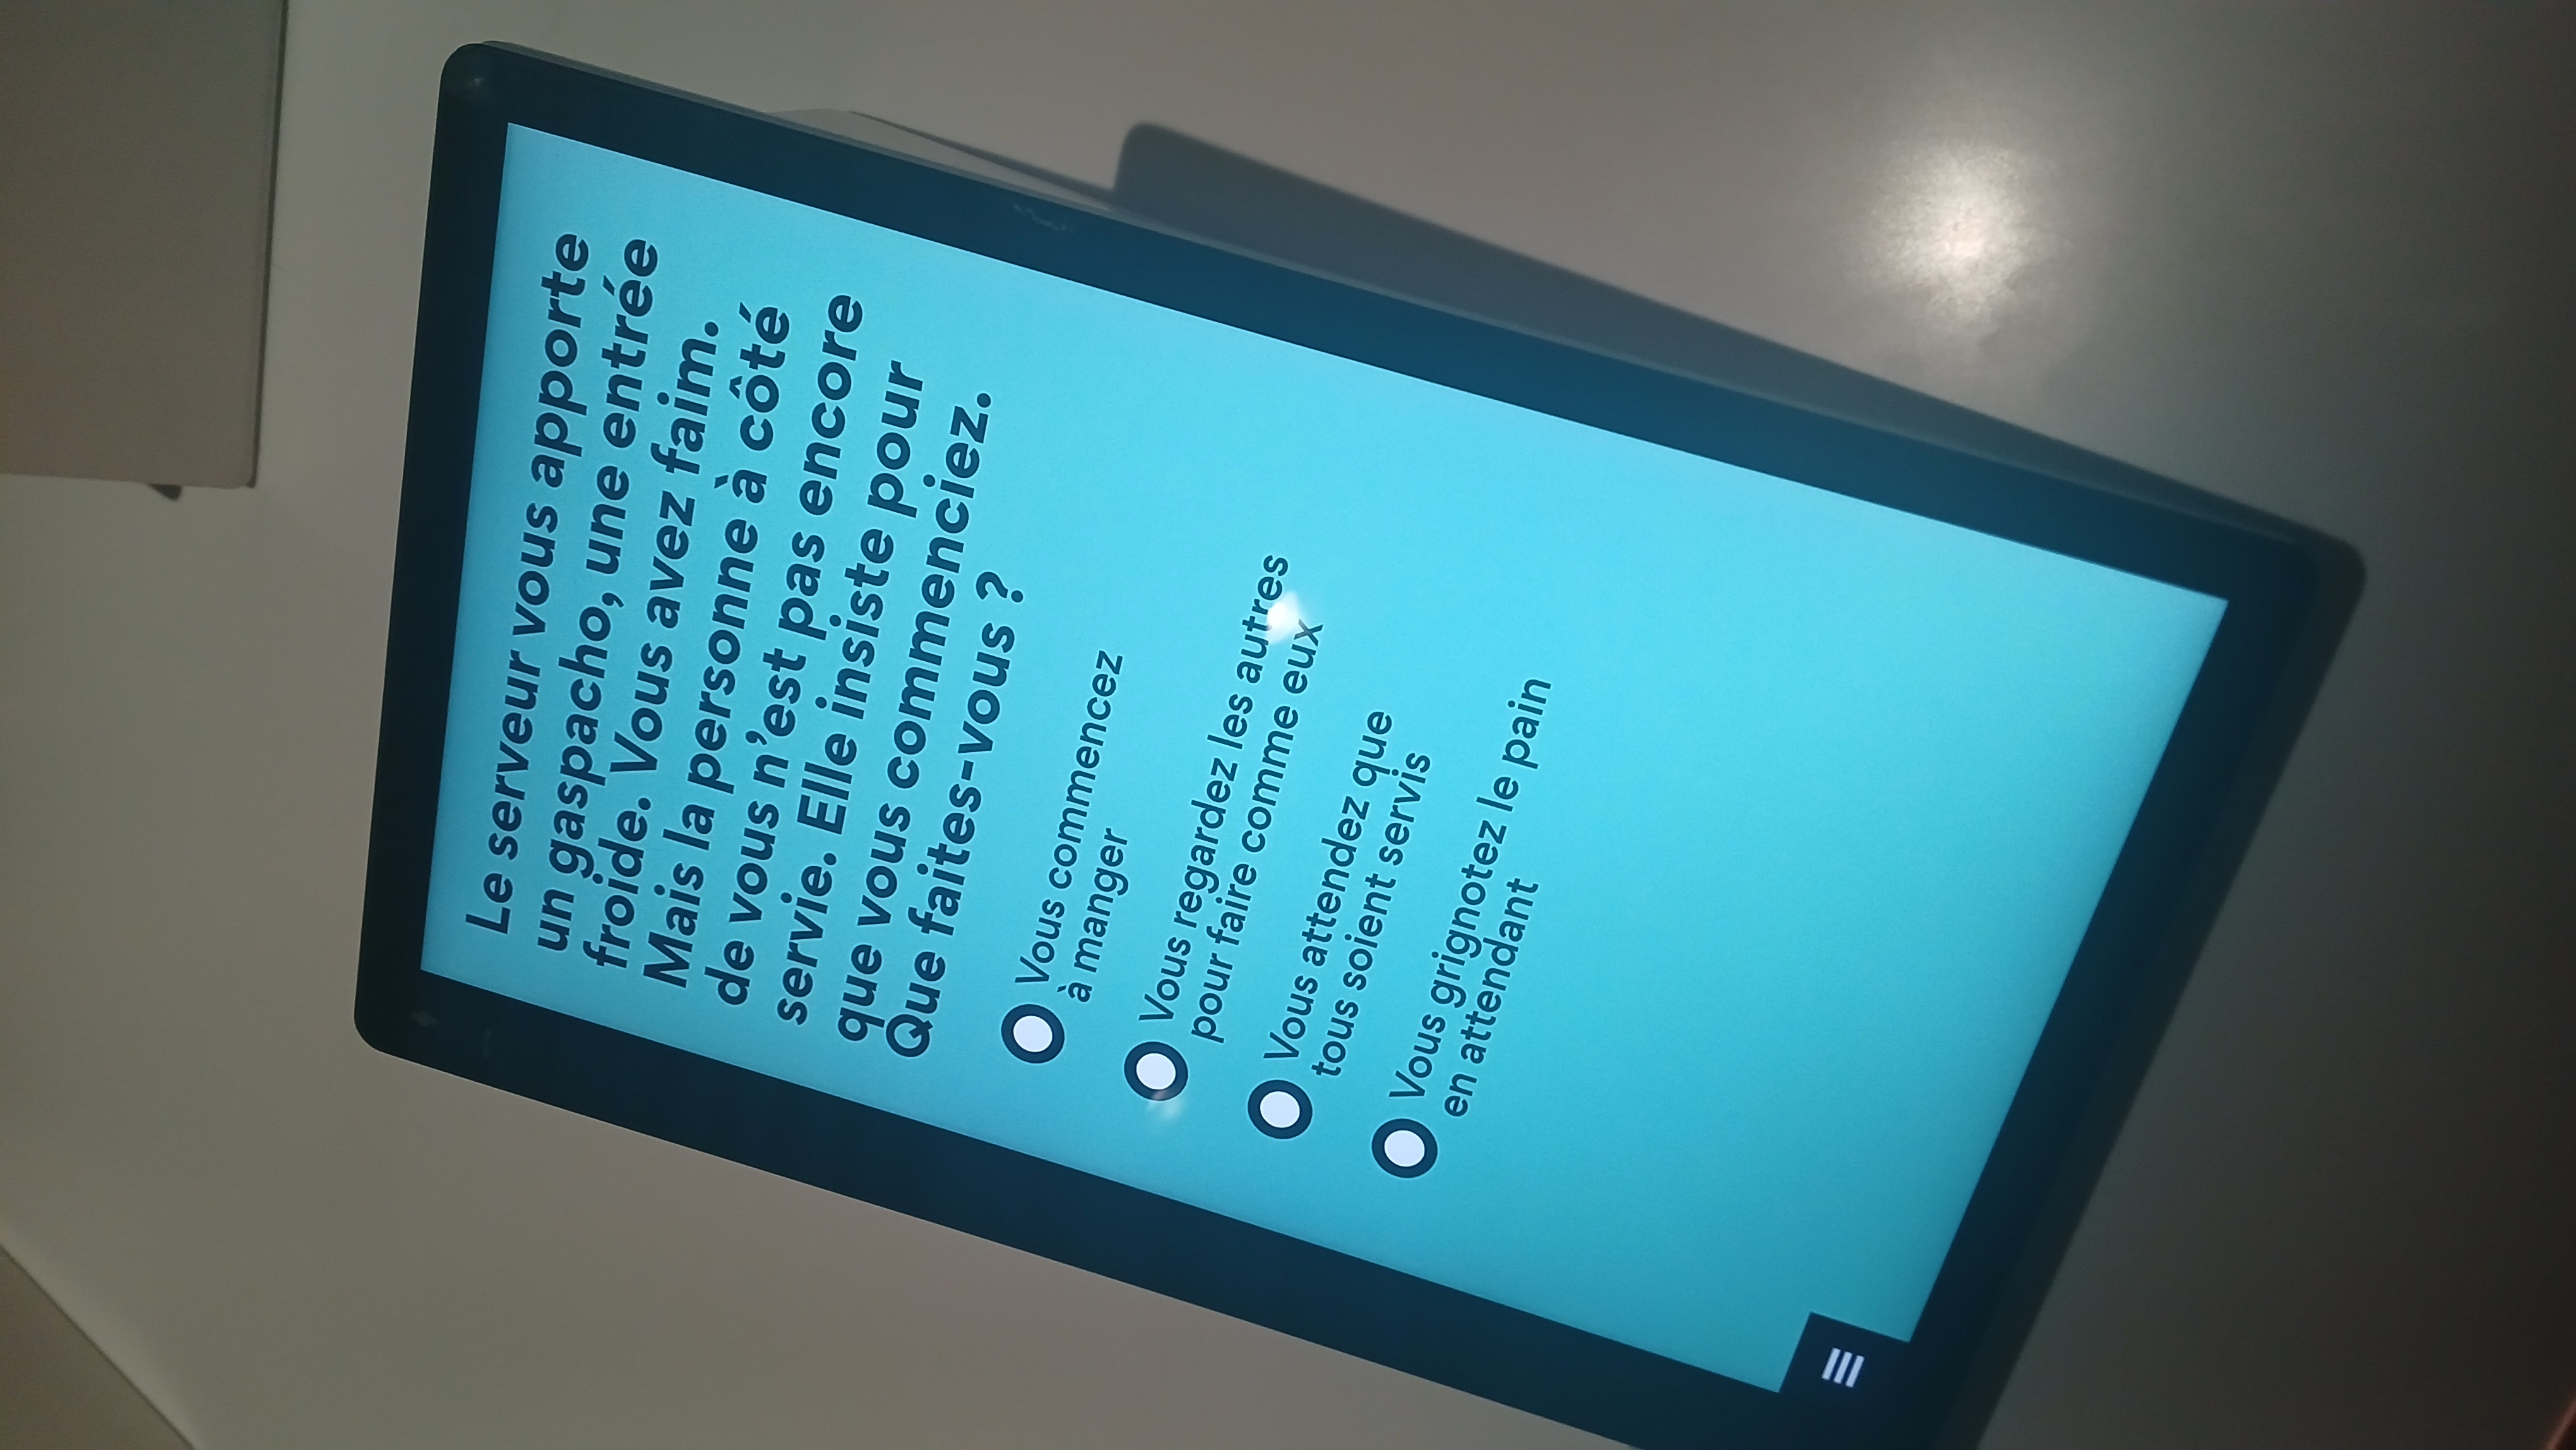 Le serveur vous apporte
un gaspacho, une entrée
froide. Vous avez faim.
Mais la personne à côté
de vous n’est pas encore
servie. Elle insiste pour
que vous commenciez.
Que faites-vous ?
Vous commencez
à manger
Vous regardez les autres
pour faire comme eux
Vous attendez que
tous soient servis
Vous grignotez le pain
en attendant